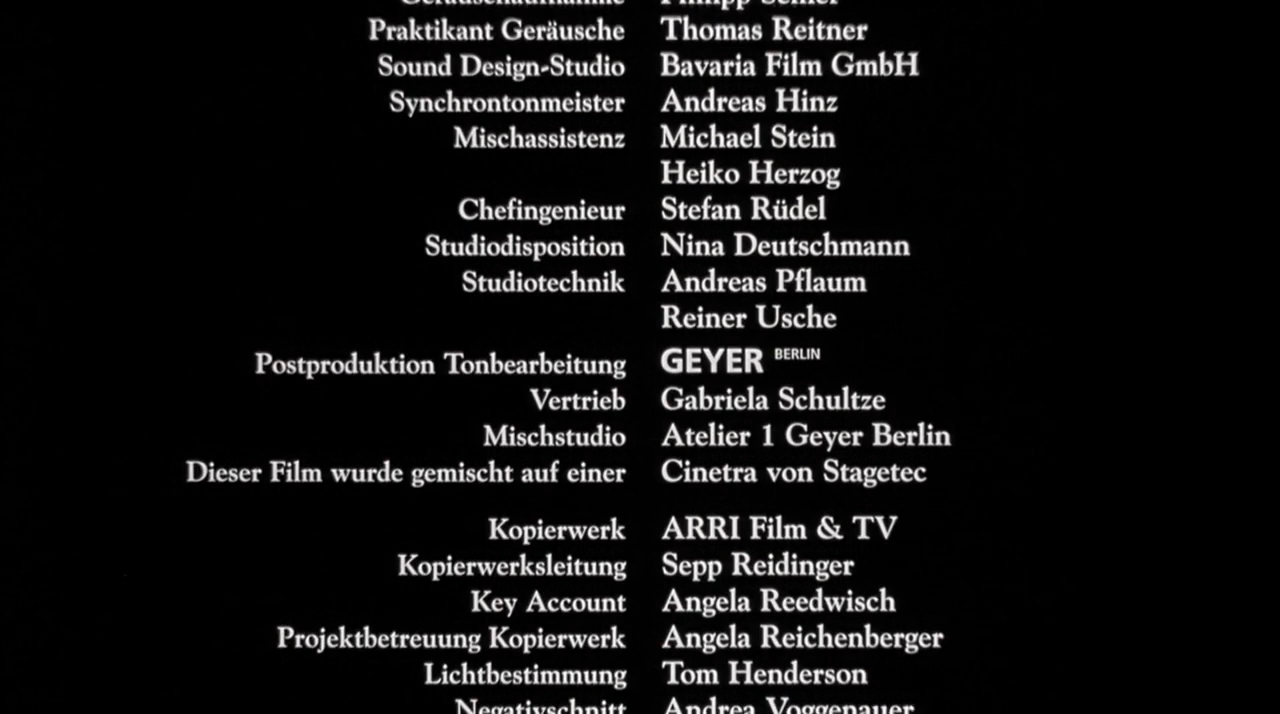 Praktikant Geräusche Thomas Reitner
Sound Design-Studio Bavaria Film GmbH
Synchrontonmeister Andreas Hinz
Mischassistenz Michael Stein
Heiko Herzog
Chefingenieur Stefan Rüdel
Studiodisposition Nina Deutschmann
Studiotechnik Andreas Pflaum
Reiner Usche
Postproduktion Tonbearbeitung GEYER BERLIN
Vertrieb Gabriela Schultze
Mischstudio Atelier 1 Geyer Berlin
Dieser Film wurde gemischt auf einer Cinetra von Stagetec
Kopierwerk ARRI Film & TV
Kopierwerksleitung Sepp Reidinger
Key Account Angela Reedwisch
Projektbetreuung Kopierwerk Angela Reichenberger
Lichtbestimmung Tom Henderson
Negativschnitt Andrea Voggenauer